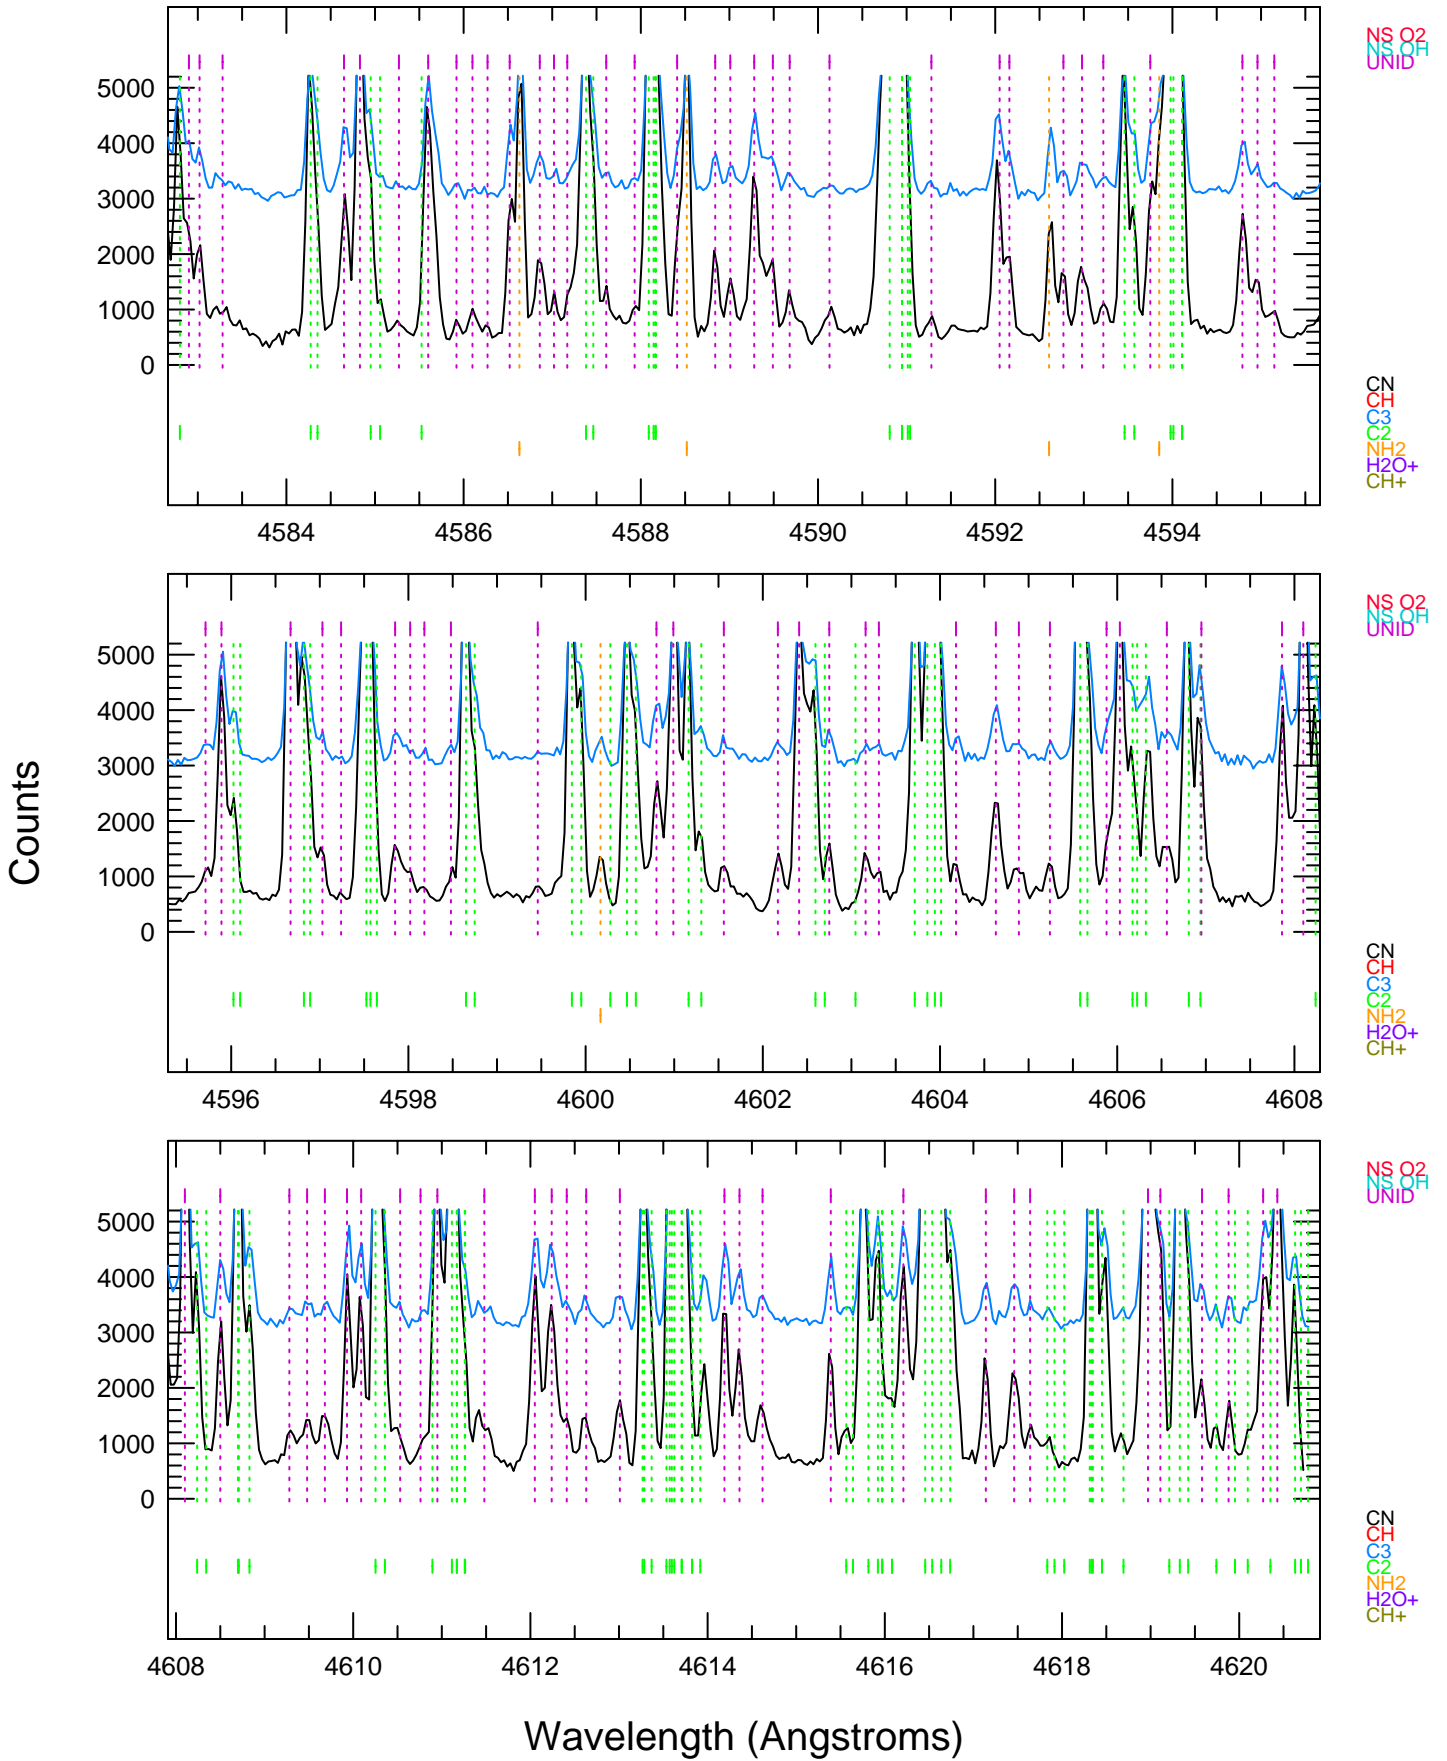 NS O2
NS OH
UNID
5000
4000
3000
2000
1000
0
CN
CH
C3
C2
NH2
H2O+
CH+
4584
4586
4588
4590
4592
4594
NS O2
NS OH
UNID
5000
4000
3000
2000
1000
0
Counts
CN
CH
C3
C2
NH2
H2O+
CH+
4596
4598
4600
4602
4604
4606
4608
NS O2
NS OH
UNID
5000
4000
3000
2000
1000
0
CN
CH
C3
C2
NH2
H2O+
CH+
4608
4610
4612
4614
4616
4618
4620
Wavelength (Angstroms)